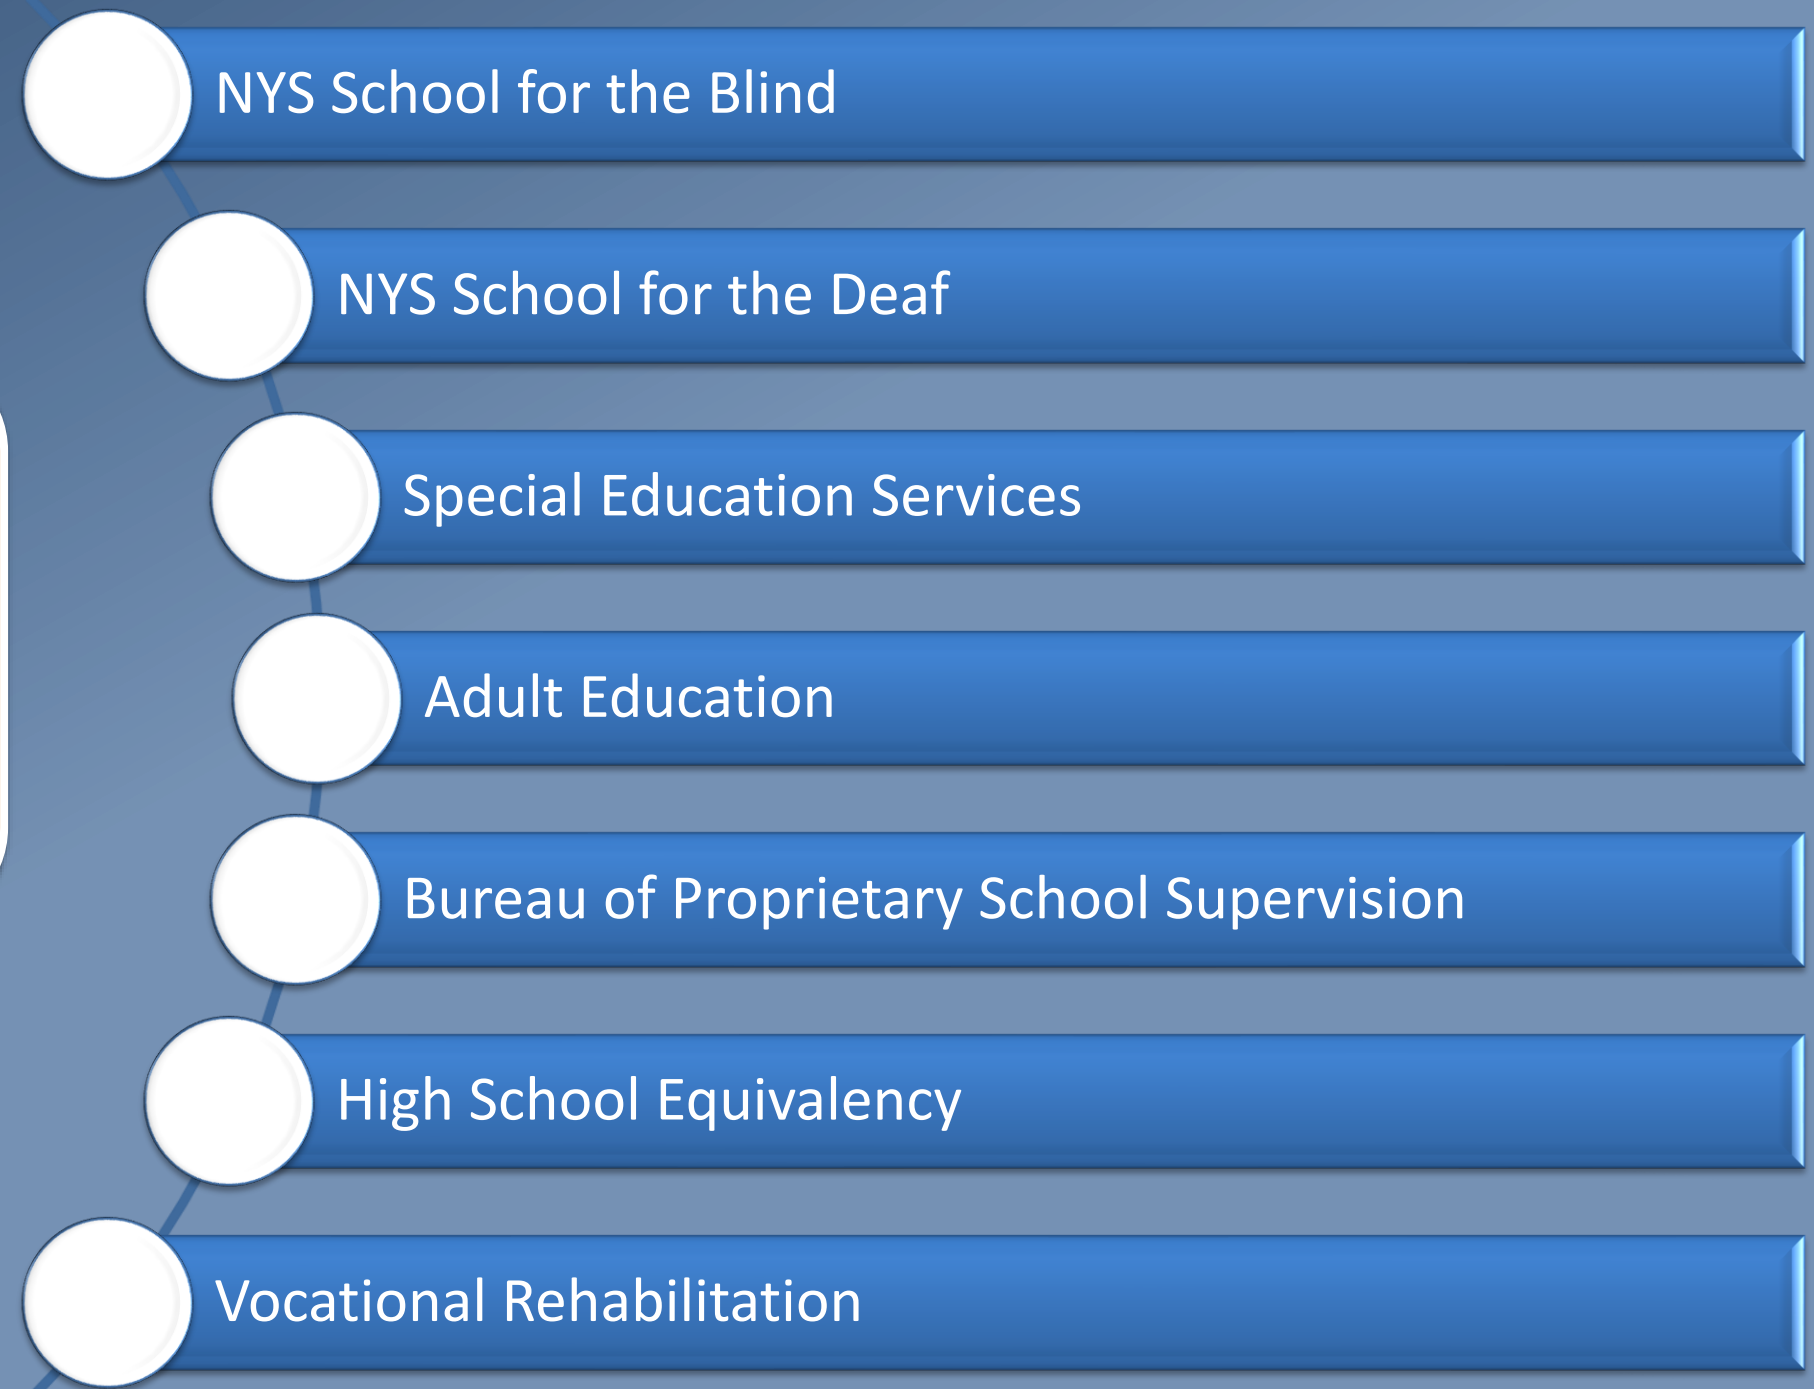 NYS School for the Blind
NYS School for the Deaf
Special Education Services
Adult Education
Bureau of Proprietary School Supervision
High School Equivalency
Vocational Rehabilitation